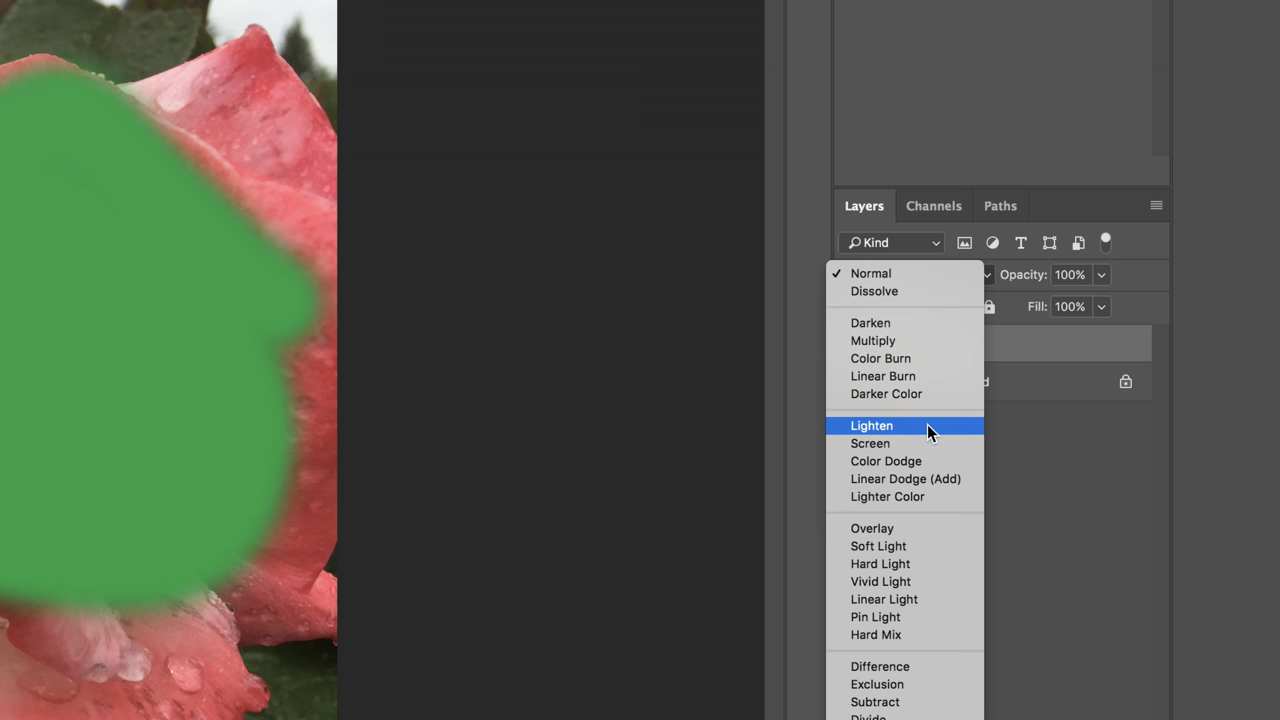 Layers Channels Paths
Kind
Normal
Opacity: 100%
Dissolve
Fill: 100%
Darken
Multiply
Color Burn
Linear Burn
d
Darker Color
Lighten
Screen
Color Dodge
Linear Dodge (Add)
Lighter Color
Overlay
Soft Light
Hard Light
Vivid Light
Linear Light
Pin Light
Hard Mix
Difference
Exclusion
Subtract
Divide